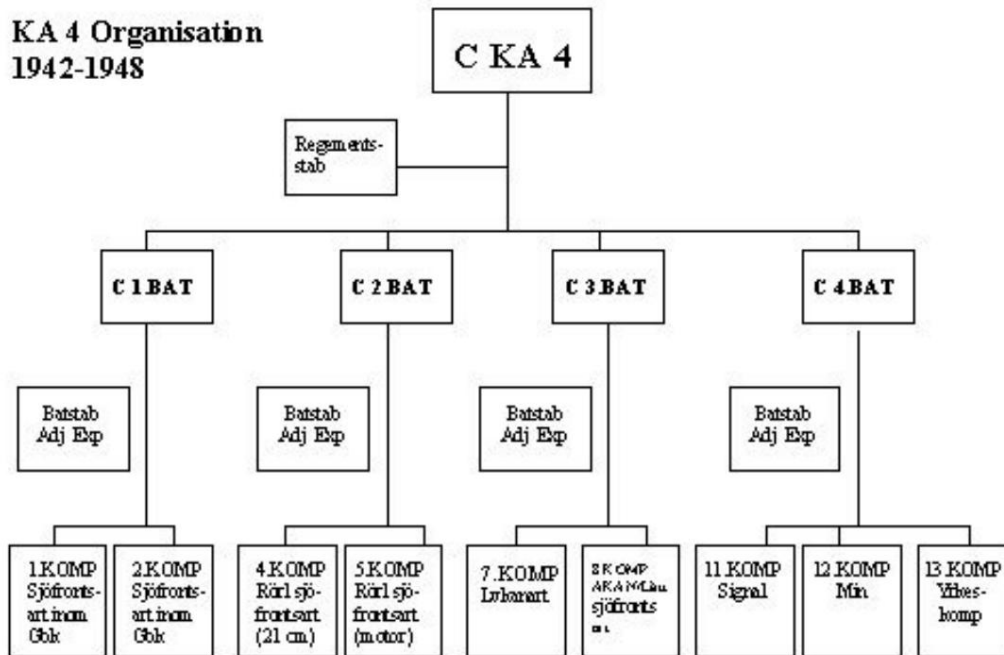 KA 4 Organisation
1942-1948
C KA 4
Regements-
stab
C 1.BAT
C 2.BAT
C 3.BAT
C 4.BAT
Batstab
Adj Exp
Batstab
Adj Exp
Batstab
Adj Exp
Batstab
Adj Exp
1.KOMP
Sjöfronts-
art inom
Gbk
2.KOMP
Sjöfronts-
art inom
Gbk
4.KOMP
Rörl sjö-
frontsart
(21 cm)
5.KOMP
Rörl sjö-
frontsart
(motor)
7.KOMP
Lvkanart
8.KOMP
sjöfronts
11.KOMP
Signal
12.KOMP
Min
13.KOMP
Yrkes-
komp